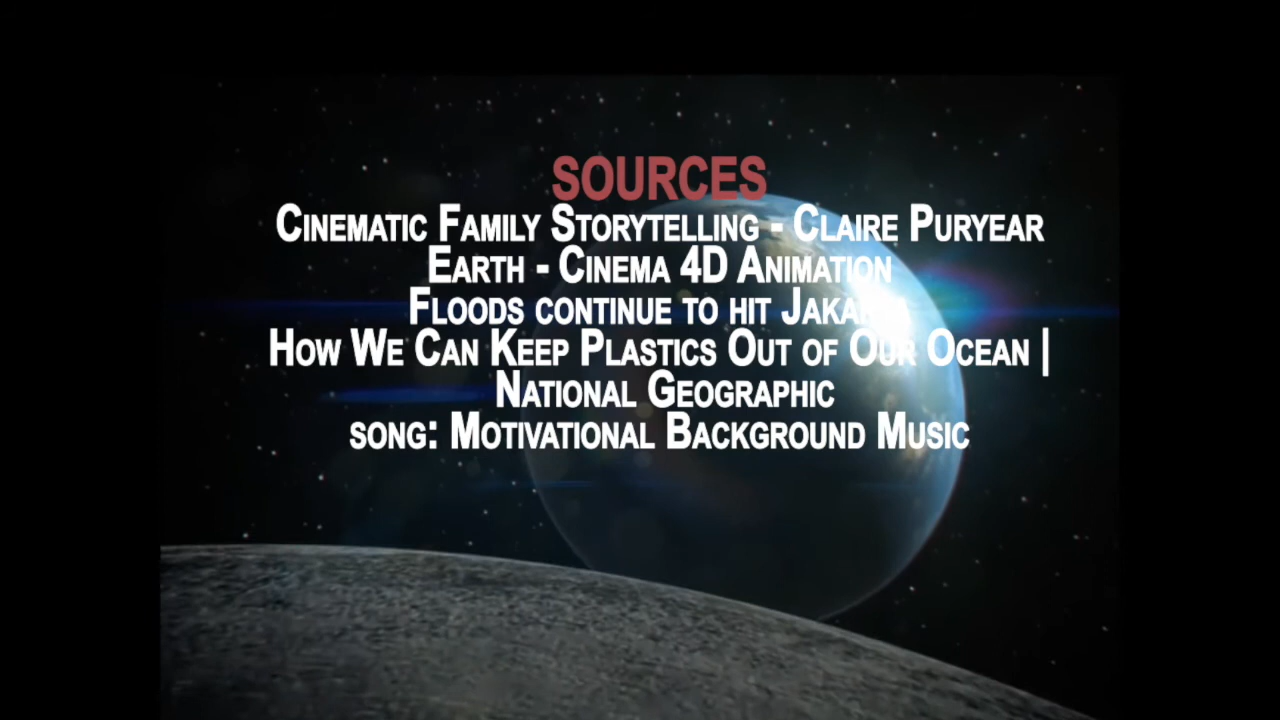 SOURCES
Cinematic Family Storytelling - Claire Puryear
Earth - Cinema 4D Animation
Floods continue to hit Jakarta
How We Can Keep Plastics Out of Our Ocean |
National Geographic
song: Motivational Background Music